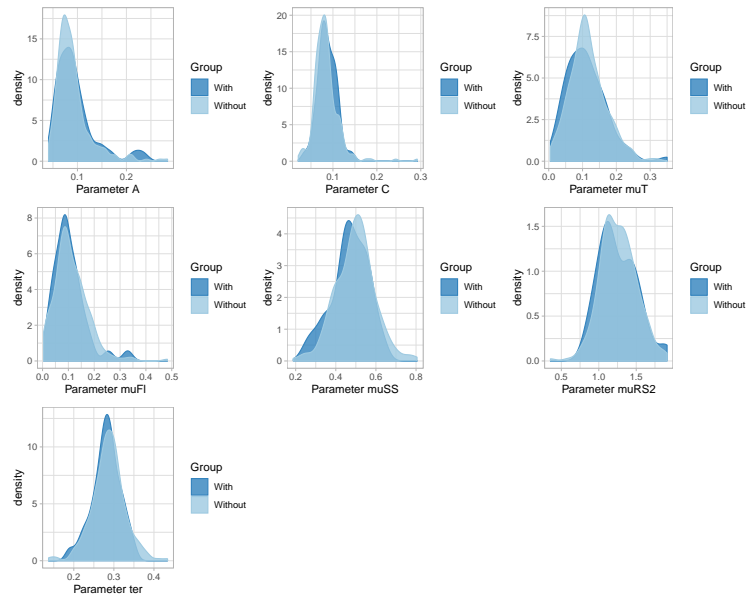 density
15
10
5
0
0.1
0.2
Parameter A
Group
With
Without
density
20
15
10
5
0
0.1
0.2
0.3
Parameter C
Group
With
Without
density
7.5
5.0
2.5
0.0
0.0
0.1
0.2
0.3
Parameter muT
Group
With
Without
density
8
6
4
2
0
0.0
0.1
0.2
0.3
0.4
0.5
Parameter muFI
Group
With
Without
density
4
3
2
1
0
0.2
0.4
0.6
0.8
Parameter muSS
Group
With
Without
density
1.5
1.0
0.5
0.0
0.5
1.0
1.5
Parameter muRS2
Group
With
Without
density
10
5
0
0.2
0.3
0.4
Parameter ter
Group
With
Without